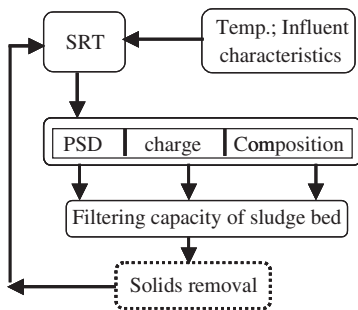 SRT
Temp.; Influent
characteristics
PSD charge Composition
Filtering capacity of sludge bed
Solids removal